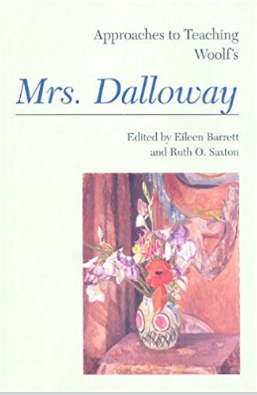 Approaches to Teaching
Woolf's
Mrs. Dalloway
Edited by Eileen Barrett
and Ruth O. Saxton